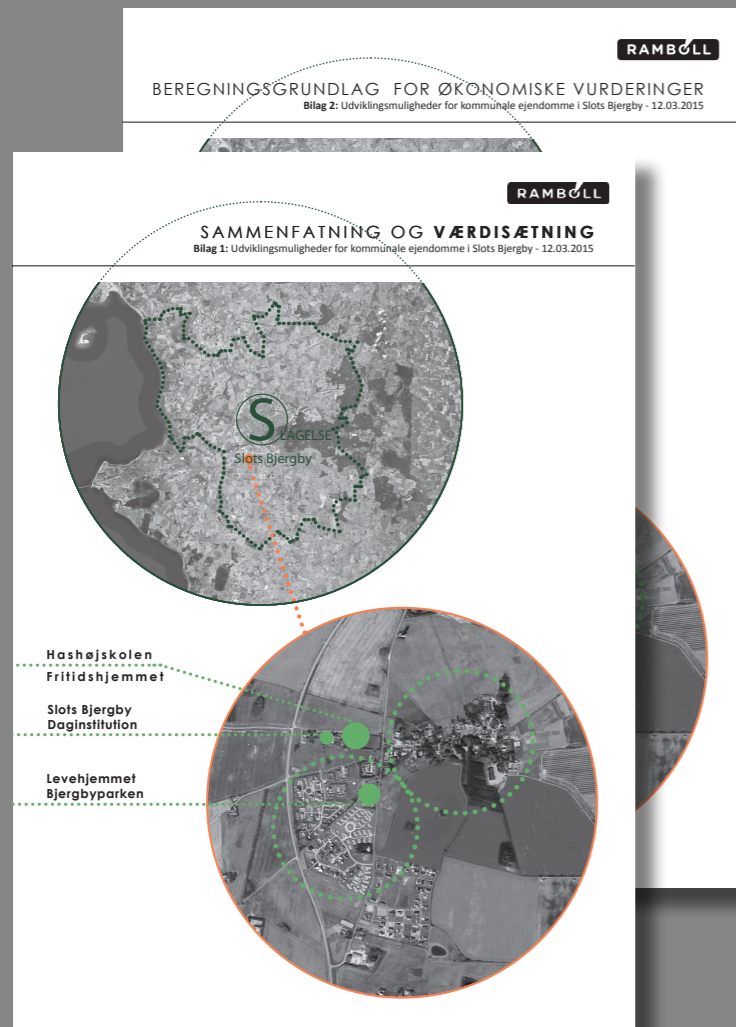 RAMBOLL
BEREGNINGSGRUNDLAG FOR ØKONOMISKE VURDERINGER
Bilag 2: Udviklingsmuligheder for kommunale ejendomme i Slots Bjergby - 12.03.2015
RAMBOLL
SAMMENFATNING OG VÆRDISÆTNING
Bilag 1: Udviklingsmuligheder for kommunale ejendomme i Slots Bjergby - 12.03.2015
SLAGELSE
Slots Bjergby
Hashøjskolen
Fritidshjemmet
Slots Bjergby
Daginstitution
Levehjemmet
Bjergbyparken